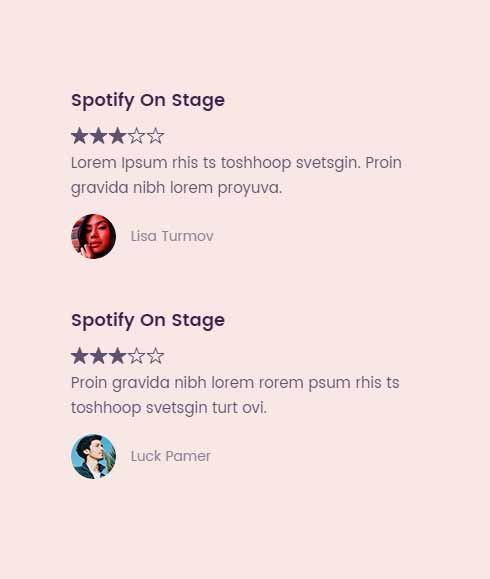 Spotify On Stage
Lorem Ipsum rhis ts toshhoop svetsgin. Proin
gravida nibh lorem proyuva.
Lisa Turmov
Spotify On Stage
Proin gravida nibh lorem rorem psum rhis ts
toshhoop svetsgin turt ovi.
Luck Pamer